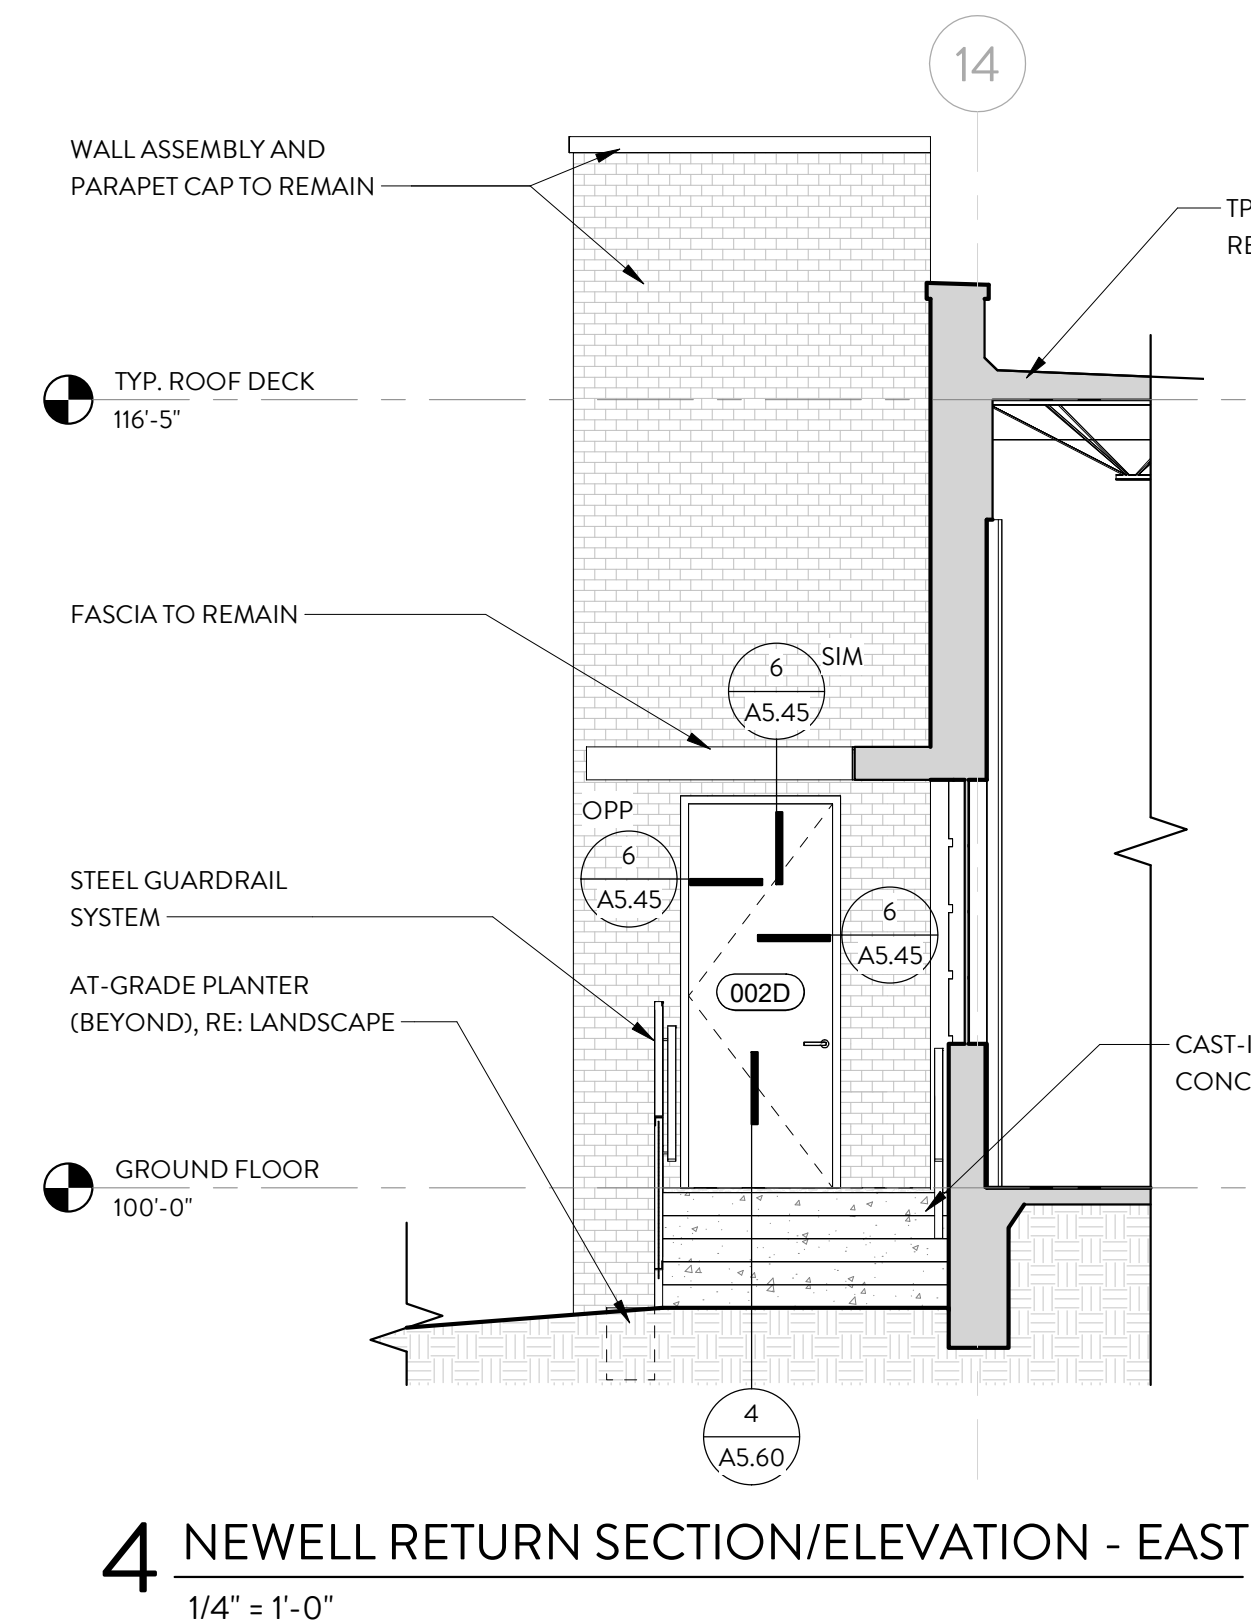 14
WALL ASSEMBLY AND
PARAPET CAP TO REMAIN
TP
RE
TYP. ROOF DECK
116'-5"
FASCIA TO REMAIN
6
SIM
A5.45
OPP
6
A5.45
6
A5.45
STEEL GUARDRAIL
SYSTEM
002D
AT-GRADE PLANTER
(BEYOND), RE: LANDSCAPE
CAST-I
CONC
GROUND FLOOR
100'-0"
4
A5.60
4 NEWELL RETURN SECTION/ELEVATION - EAST
1/4" = 1'-0"